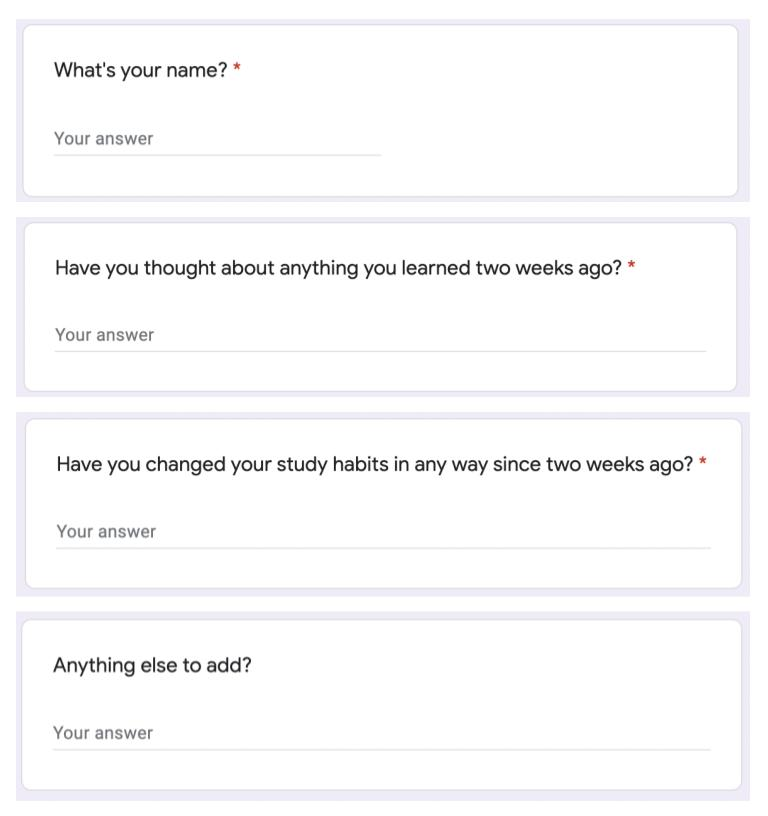 What's your name? *
Your answer
Have you thought about anything you learned two weeks ago? *
Your answer
Have you changed your study habits in any way since two weeks ago? *
Your answer
Anything else to add?
Your answer